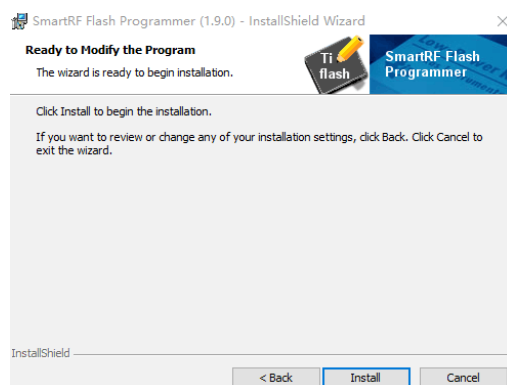 SmartRF Flash Programmer (1.9.0) - InstallShield Wizard
Ready to Modify the Program
The wizard is ready to begin installation.
Ti
flash
SmartRF Flash
Programmer
Click Install to begin the installation.
If you want to review or change any of your installation settings, click Back. Click Cancel to
exit the wizard.
InstallShield
< Back
Install
Cancel